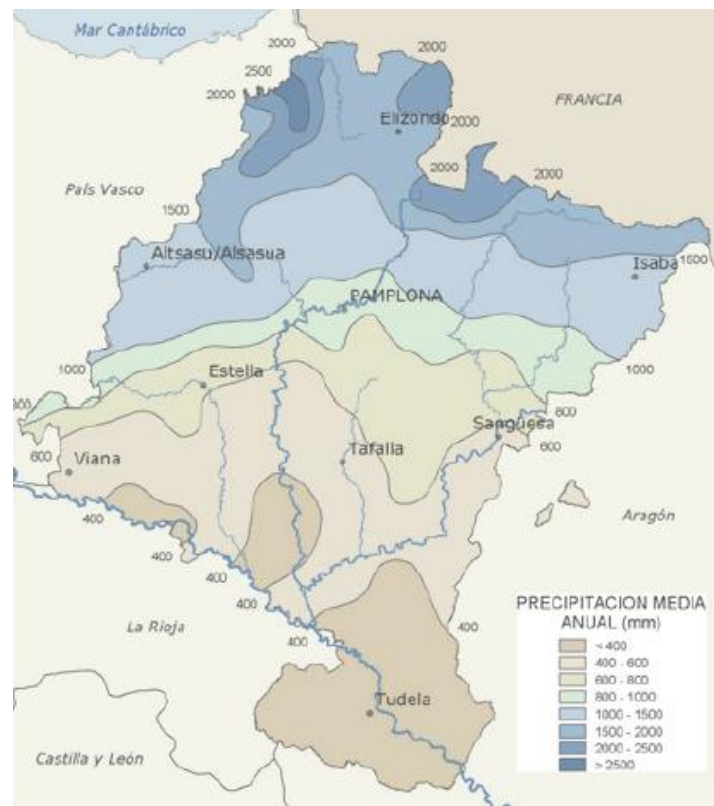 Mar Cantábrico
2000
2000
2500
2000
FRANCIA
Elizondo
2000
2000
2000
País Vasco
1500
Altsasu/Alsasua
1500
Isaba
PAMPLONA
1000
1000
Estella
800
800
Sangüesa
600
600
Viana
Tafalla
400
Aragón
400
400
400
La Rioja
400
400
PRECIPITACION MEDIA
ANUAL (mm)
< 400
400 - 600
600 - 800
800 - 1000
1000 - 1500
1500 - 2000
2000 - 2500
> 2500
Tudela
Castilla y León